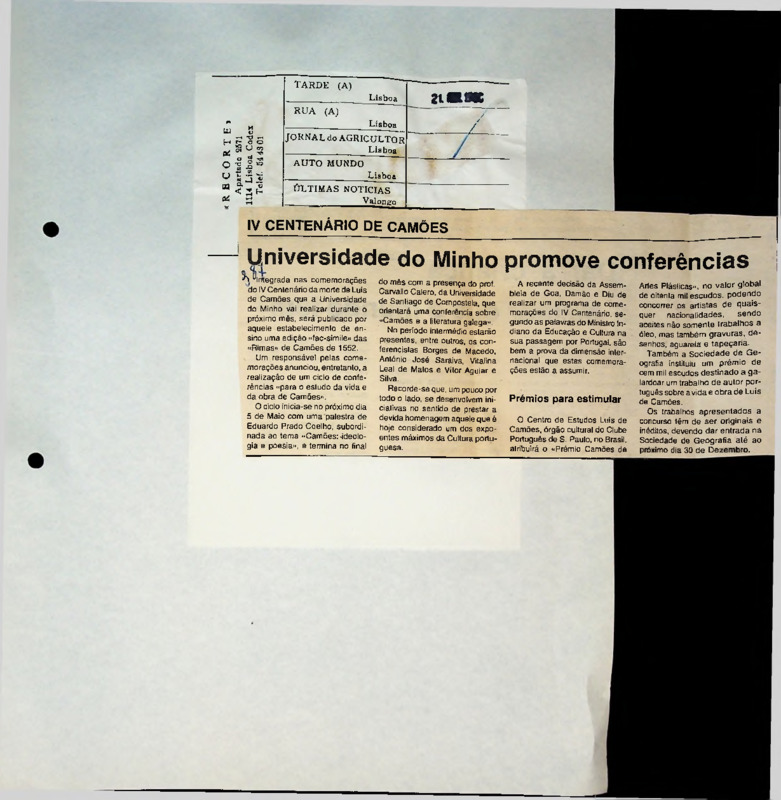 «RECORTE»
Apartado 2571
1114 Lisboa Codex
Telef. 54 43 01
TARDE (A)
Lisboa
RUA (A)
Lisboa
JORNAL do AGRICULTOR
Lisboa
AUTO MUNDO
Lisboa
ÚLTIMAS NOTICIAS
Valongo
21
IV CENTENÁRIO DE CAMÕES
Universidade do Minho promove conferências
387
Integrada nas comemorações
do IV Centenário da morte de Luís
de Camões que a Universidade
do Minho vai realizar durante o
próximo mês, será publicado por
aquele estabelecimento de en-
sino uma edição «fac-simile» das
«Rimas» de Camões de 1552.
Um responsável pelas come-
morações anunciou, entretanto, a
realização de um ciclo de confe-
rências «para o estudo da vida e
da obra de Camões».
O ciclo inicia-se no próximo dia
5 de Maio com uma palestra de
Eduardo Prado Coelho, subordi-
nada ao tema «Camões: ideolo-
gia e poesia», e termina no final
do mês com a presença do prof.
Carvalho Calero, da Universidade
de Santiago de Compostela, que
orientará uma conferência sobre
«Camões e a literatura galega».
No período intermédio estarão
presentes, entre outros, os con-
ferencistas Borges de Macedo,
António José Saraiva, Vitalina
Leal de Matos e Vítor Aguiar e
Silva.
Recorde-se que, um pouco por
todo o lado, se desenvolvem ini-
ciativas no sentido de prestar a
devida homenagem aquele que é
hoje considerado um dos expo-
entes máximos da Cultura portu-
guesa.
A recente decisão da Assem-
bleia de Goa, Damão e Diu de
realizar um programa de come-
morações do IV Centenário, se-
gundo as palavras do Ministro In-
diano da Educação e Cultura na
sua passagem por Portugal, são
bem a prova da dimensão inter-
nacional que estas comemora-
ções estão a assumir.
Prémios para estimular
O Centro de Estudos Luís de
Camões, órgão cultural do Clube
Português de S. Paulo, no Brasil,
atribuirá o «Prémio Camões de
Artes Plásticas», no valor global
de oitenta mil escudos, podendo
concorrer os artistas de quais-
quer nacionalidades, sendo
aceites não somente trabalhos a
óleo, mas também gravuras, de-
senhos, aguarela e tapeçaria.
Também a Sociedade de Ge-
ografia instituiu um prémio de
cem mil escudos destinado a ga-
lardoar um trabalho de autor por-
tuguês sobre a vida e obra de Luís
de Camões.
Os trabalhos apresentados a
concurso têm de ser originais e
inéditos, devendo dar entrada na
Sociedade de Geografia até ao
próximo dia 30 de Dezembro.